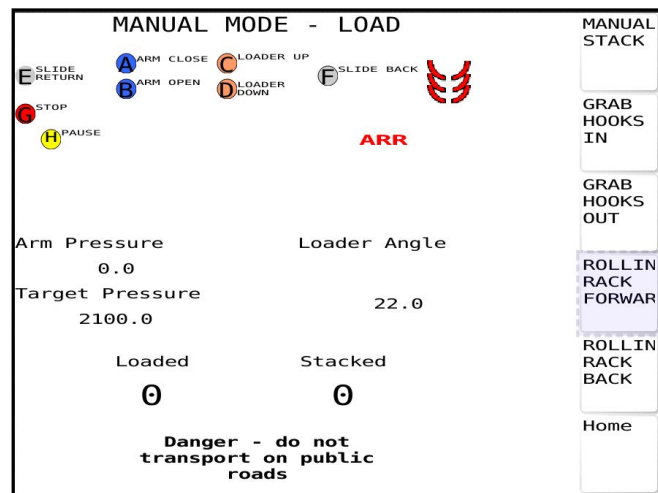 MANUAL MODE - LOAD
E SLIDE RETURN
A ARM CLOSE
B ARM OPEN
C LOADER UP
D LOADER DOWN
F SLIDE BACK
G STOP
H PAUSE
ARR
Arm Pressure
0.0
Target Pressure
2100.0
Loader Angle
22.0
Loaded
0
Stacked
0
Danger - do not
transport on public
roads
MANUAL
STACK
GRAB
HOOKS
IN
GRAB
HOOKS
OUT
ROLLIN
RACK
FORWAR
ROLLIN
RACK
BACK
Home